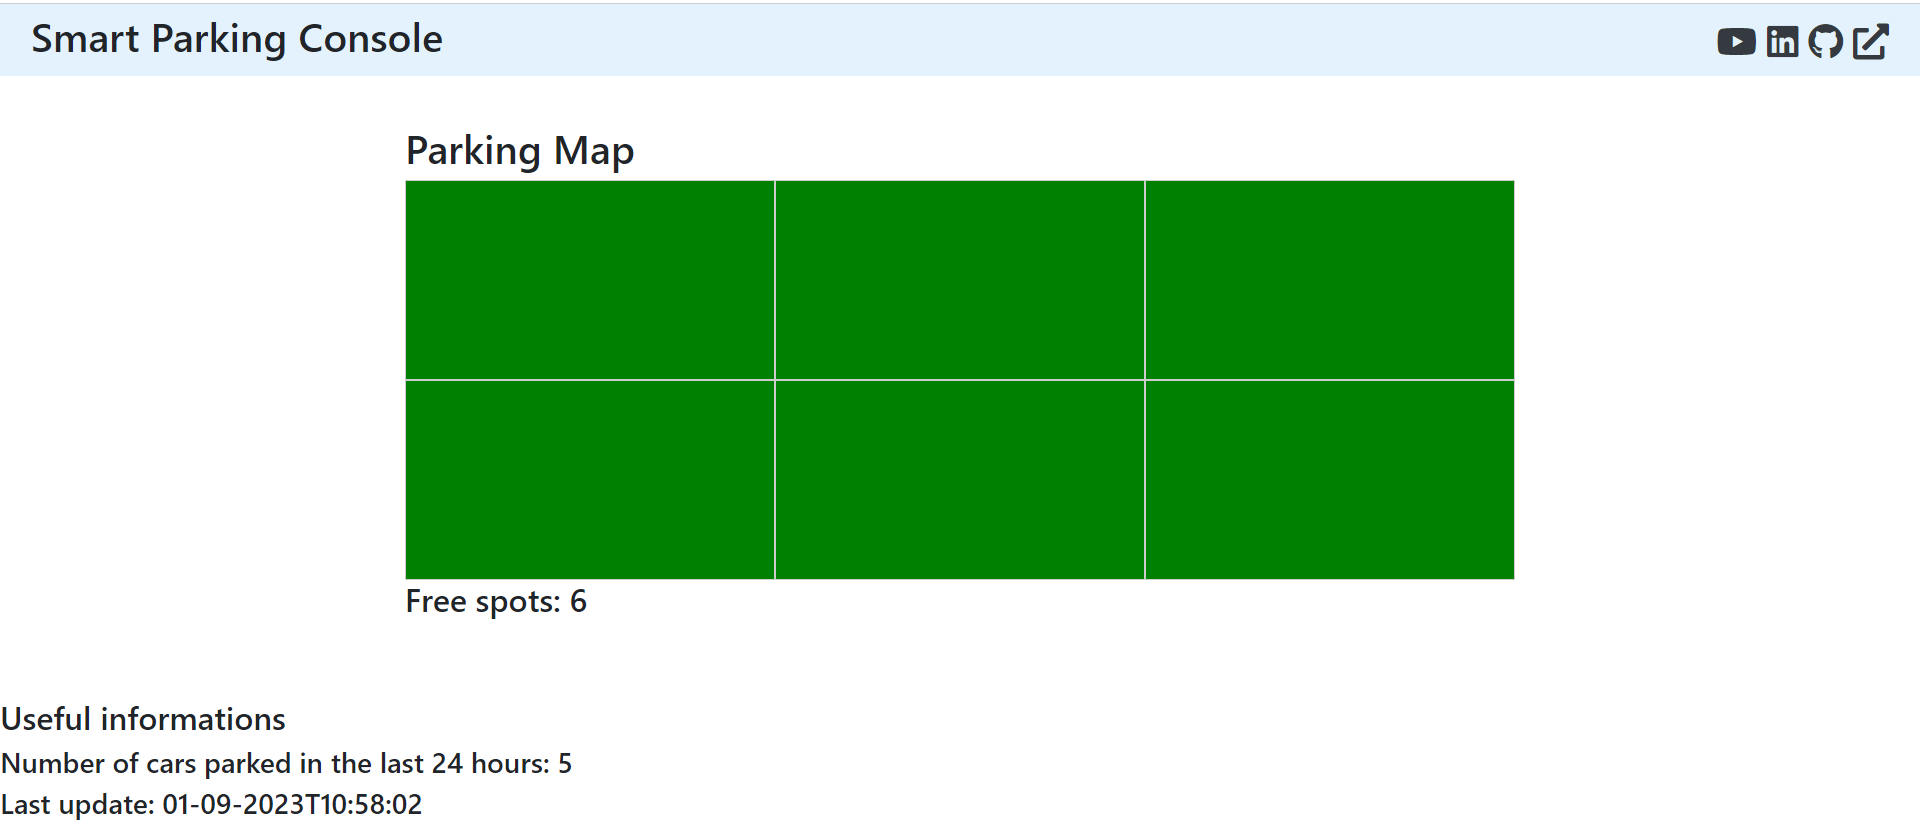 Smart Parking Console
Parking Map
Free spots: 6
Useful informations
Number of cars parked in the last 24 hours: 5
Last update: 01-09-2023T10:58:02